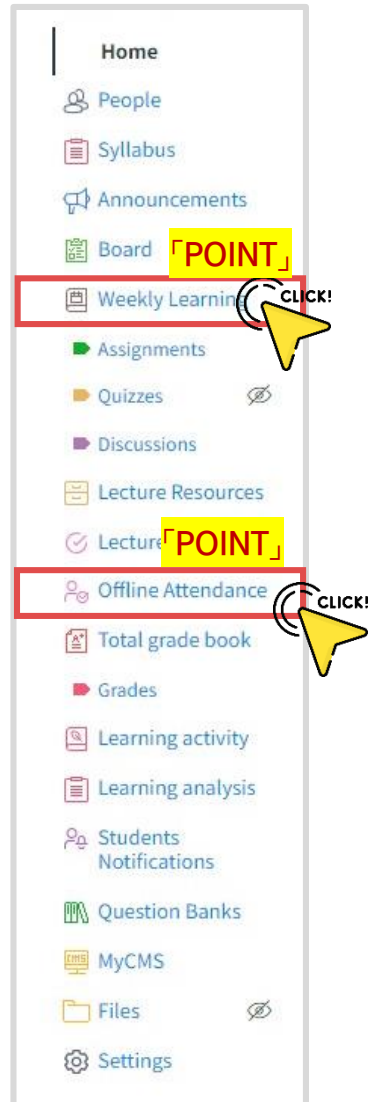 Home
People
Syllabus
Announcements
Board
「POINT」
Weekly Learning
CLICK!
Assignments
Quizzes
Discussions
Lecture Resources
Lecture
「POINT」
Offline Attendance
CLICK!
Total grade book
Grades
Learning activity
Learning analysis
Students
Notifications
Question Banks
MyCMS
Files
Settings